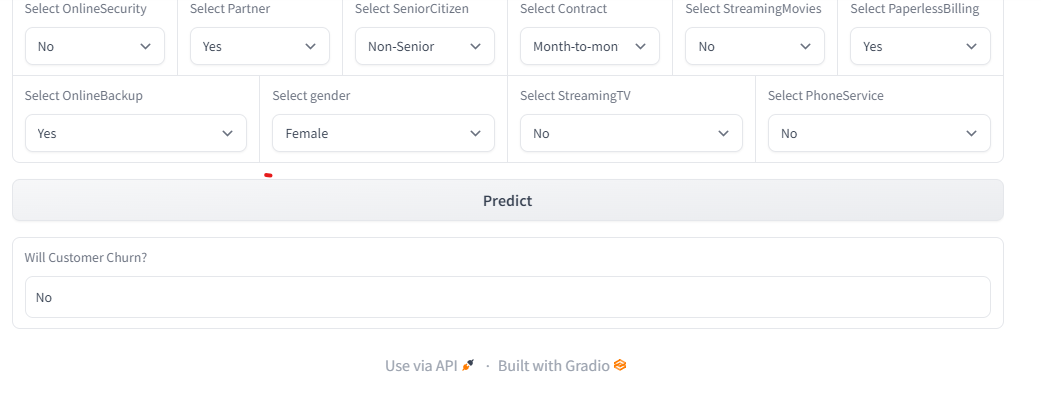 Select OnlineSecurity Select Partner Select SeniorCitizen Select Contract Select StreamingMovies Select PaperlessBilling
No Yes Non-Senior Month-to-mon No Yes
Select OnlineBackup Select gender Select StreamingTV Select PhoneService
Yes Female No No
Predict
Will Customer Churn?
No
Use via API · Built with Gradio